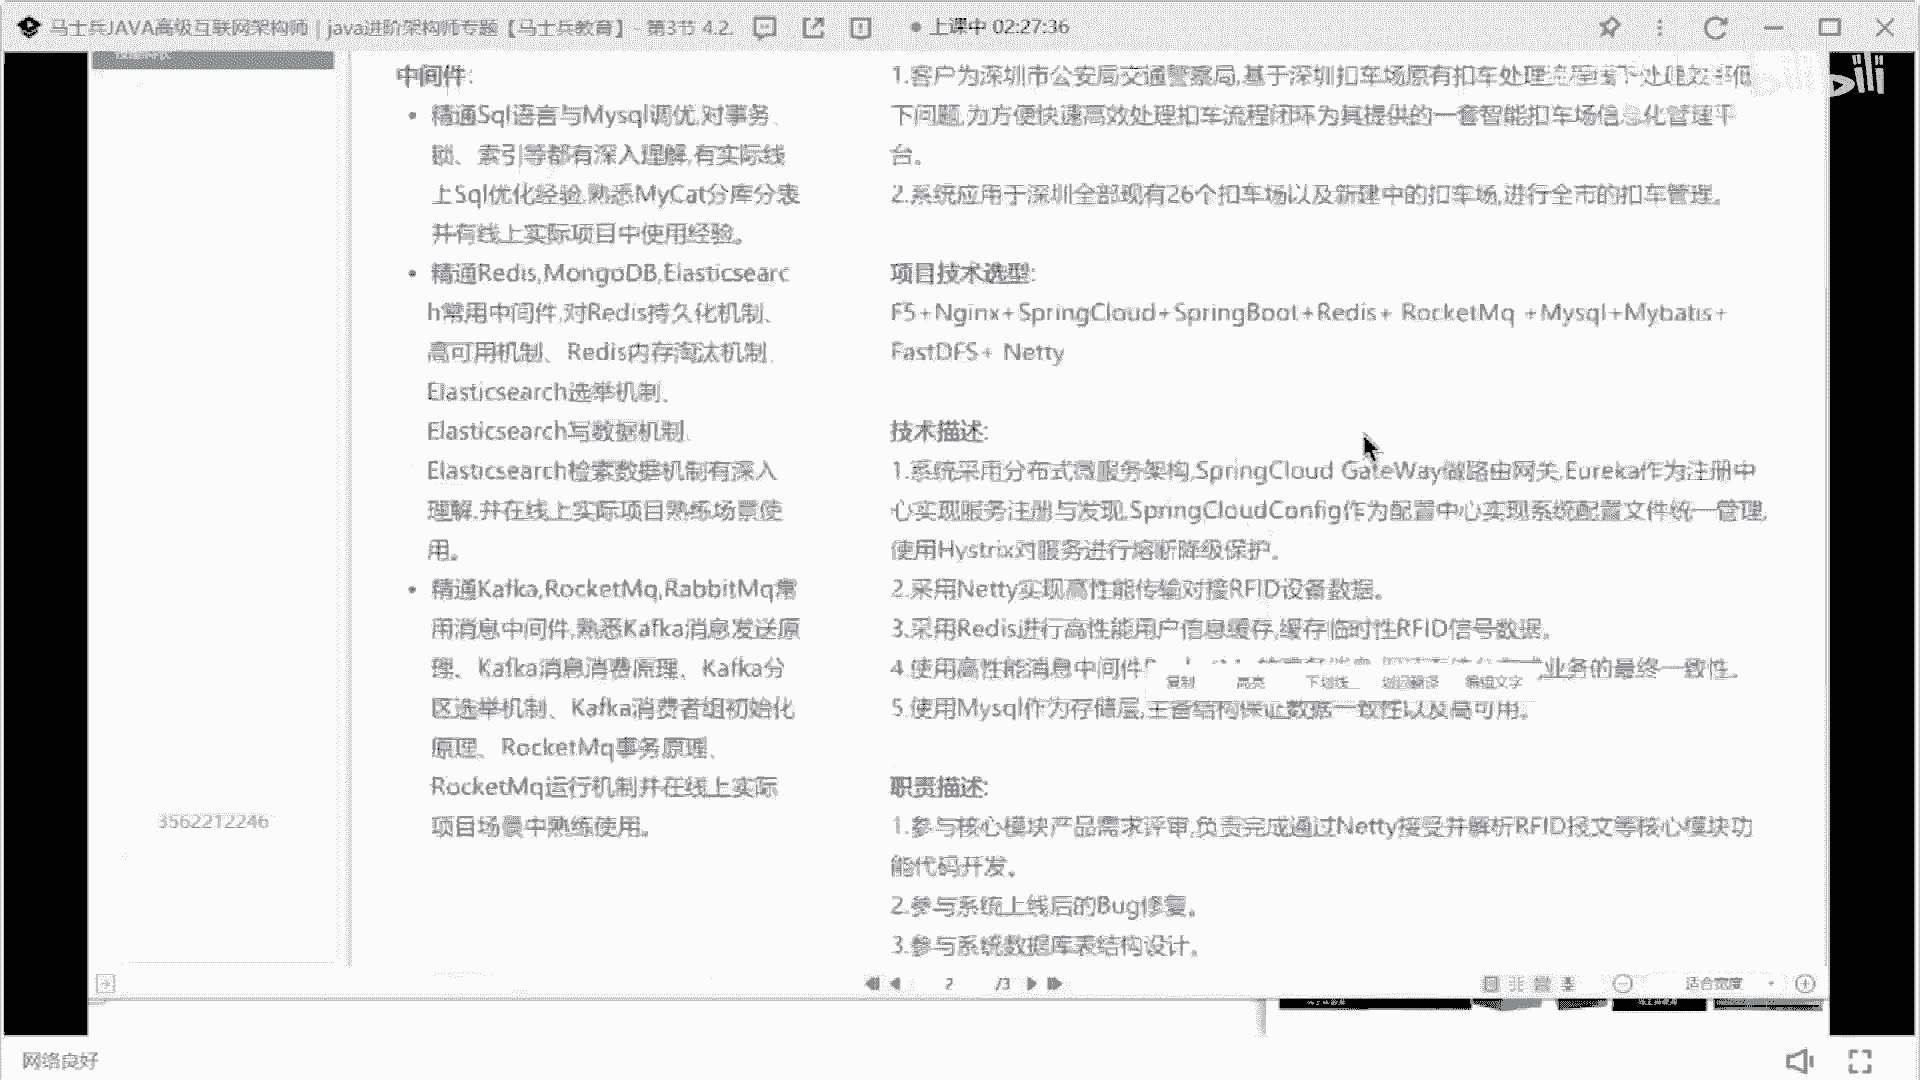 马士兵JAVA高级互联网架构师｜java进阶架构师专题【马士兵教育】- 第3节 4.2.
上课中 02:27:36
中间件:
• 精通Sql语言与Mysql调优,对事务、
锁、索引等都有深入理解,有实际线
上Sql优化经验,熟悉MyCat分库分表
并有线上实际项目中使用经验。
• 精通Redis,MongoDB,Elasticsearc
h常用中间件,对Redis持久化机制、
高可用机制、Redis内存淘汰机制、
Elasticsearch选举机制、
Elasticsearch写数据机制、
Elasticsearch检索数据机制有深入
理解,并在线上实际项目熟练场景使
用。
• 精通Kafka,RocketMq,RabbitMq常
用消息中间件,熟悉Kafka消息发送原
理、Kafka消息消费原理、Kafka分
区选举机制、Kafka消费者组初始化
原理、RocketMq事务原理、
RocketMq运行机制并在线上实际
项目场景中熟练使用。
3562212246
1.客户为深圳市公安局交通警察局,基于深圳扣车场原有扣车处理
下问题,为方便快速高效处理扣车流程闭环为其提供的一套智能扣车场信息化管理平
台。
2.系统应用于深圳全部现有26个扣车场以及新建中的扣车场,进行全市的扣车管理。
项目技术选型:
F5+Nginx+SpringCloud+SpringBoot+Redis+ RocketMq +Mysql+Mybatis+
FastDFS+ Netty
技术描述:
1.系统采用分布式微服务架构,SpringCloud GateWay做路由网关,Eureka作为注册中
心实现服务注册与发现,SpringCloudConfig作为配置中心实现系统配置文件统一管理,
使用Hystrix对服务进行熔断降级保护。
2.采用Netty实现高性能传输对接RFID设备数据。
3.采用Redis进行高性能用户信息缓存,缓存临时性RFID信号数据。
4.使用高性能消息中间件 ,业务的最终一致性。
复制 高亮 下划线 划词翻译 编组文字
5.使用Mysql作为存储层,主备结构保证数据一致性以及高可用。
职责描述:
1.参与核心模块产品需求评审,负责完成通过Netty接受并解析RFID报文等核心模块功
能代码开发。
2.参与系统上线后的Bug修复。
3.参与系统数据库表结构设计。
2 /3
适合宽度
网络良好